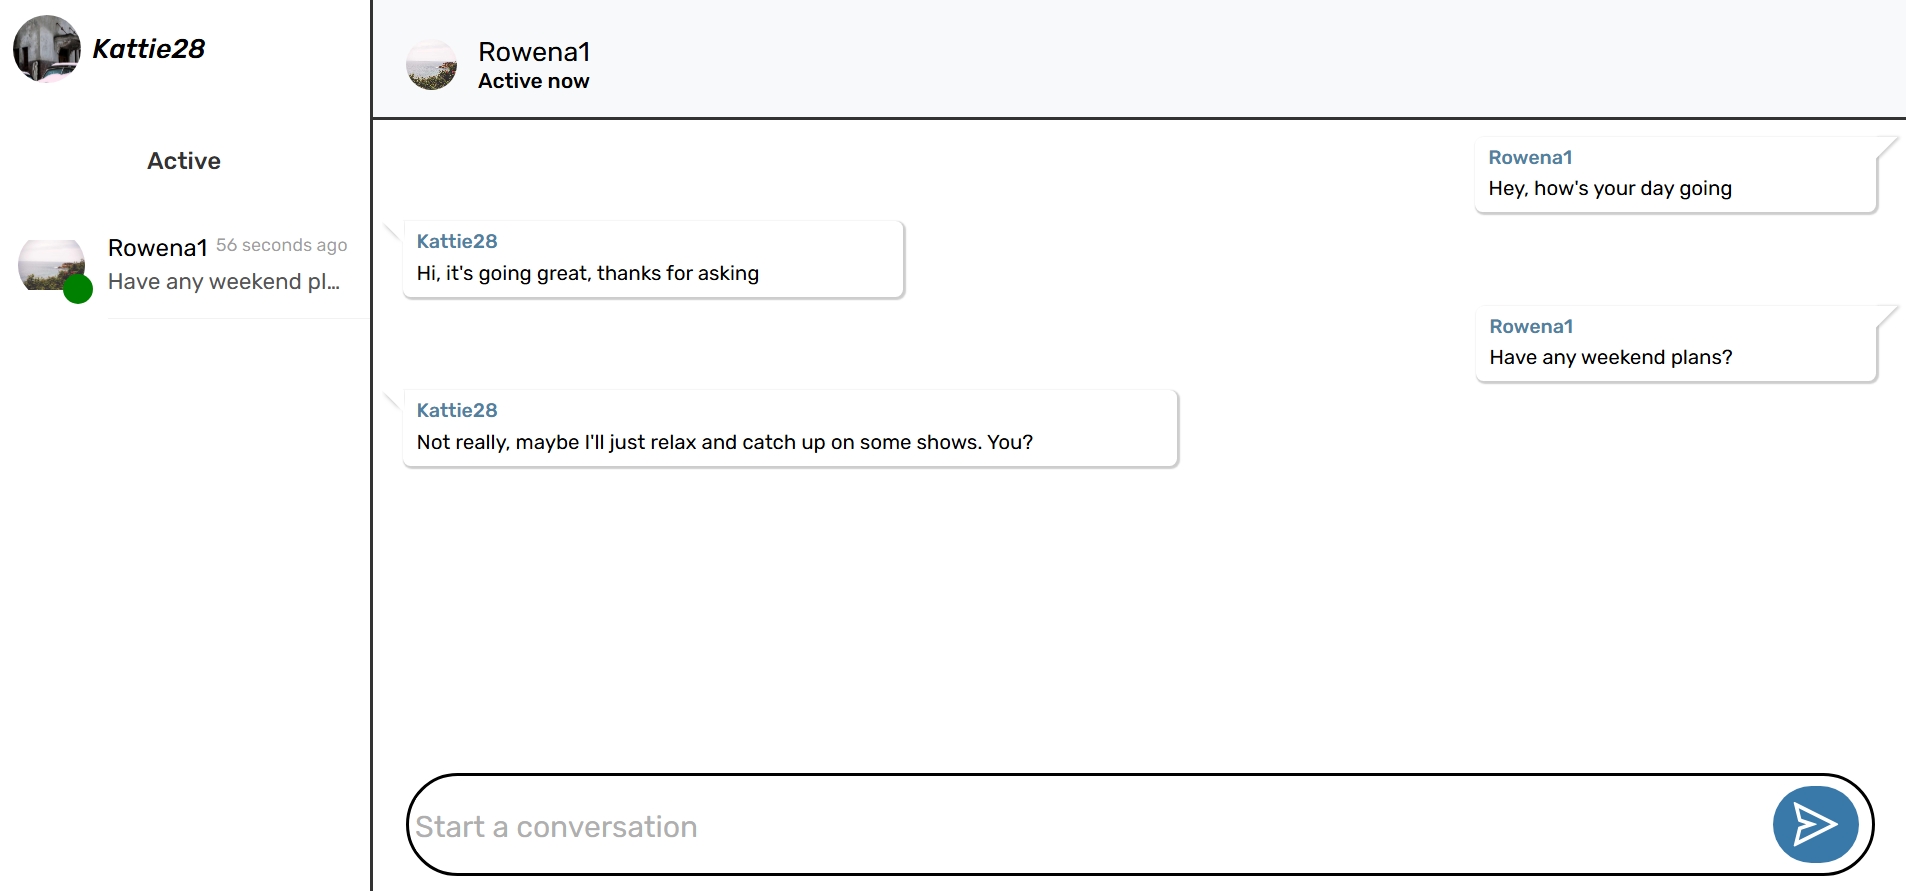 Kattie28
Active
Rowena1 56 seconds ago
Have any weekend pl...
Rowena1
Active now
Rowena1
Hey, how's your day going
Kattie28
Hi, it's going great, thanks for asking
Rowena1
Have any weekend plans?
Kattie28
Not really, maybe I'll just relax and catch up on some shows. You?
Start a conversation